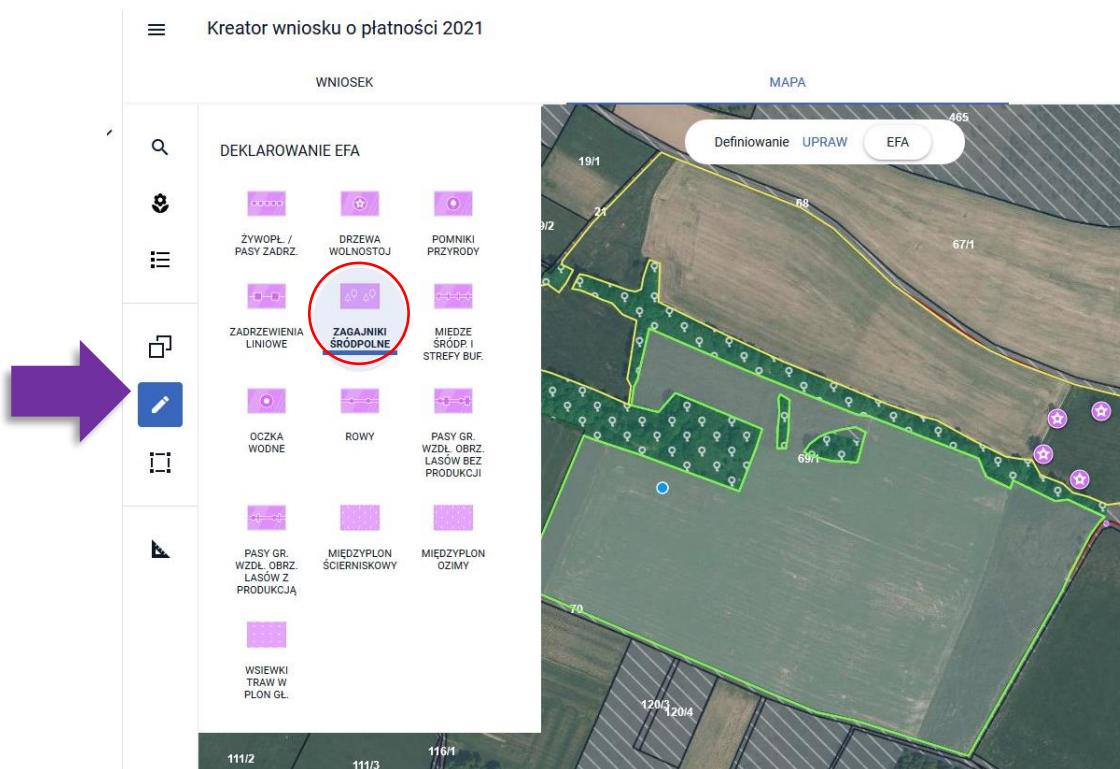 Kreator wniosku o płatności 2021
WNIOSEK
MAPA
DEKLAROWANIE EFA
ŻYWOPŁ. /
PASY ZADRZ.
DRZEWA
WOLNOSTOJ
POMNIKI
PRZYRODY
ZADRZEWIENIA
LINIOWE
ZAGAJNIKI
ŚRÓDPOLNE
MIEDZE
ŚRÓDP. I
STREFY BUF.
OCZKA
WODNE
ROWY
PASY GR.
WZDŁ. OBRZ.
LASÓW BEZ
PRODUKCJI
PASY GR.
WZDŁ. OBRZ.
LASÓW Z
PRODUKCJĄ
MIĘDZYPLON
ŚCIERNISKOWY
MIĘDZYPLON
OZIMY
WSIEWKI
TRAW W
PLON GŁ.
Definiowanie UPRAW EFA
465
19/1
68
21
9/2
67/1
69/1
70
120/3
120/4
111/2
111/3
116/1